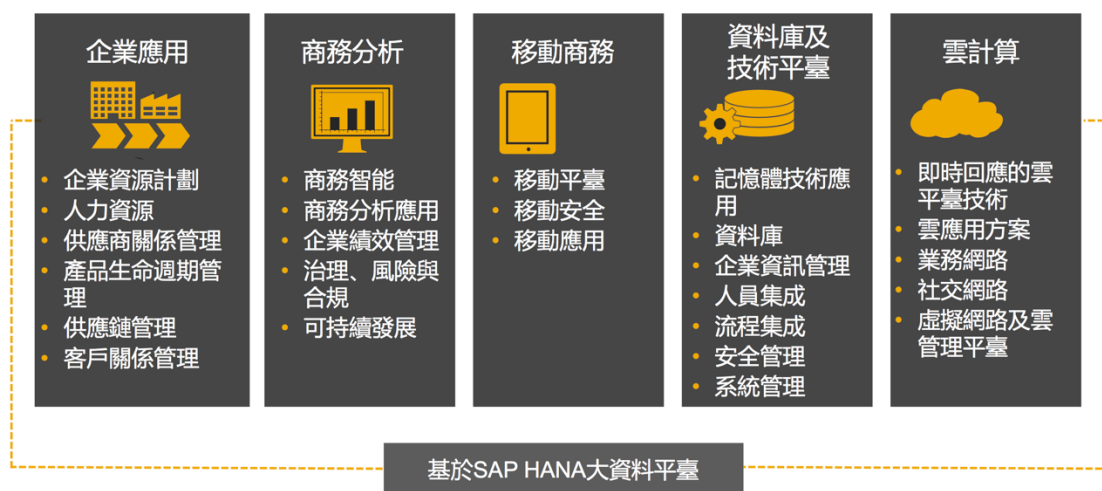 企業應用
• 企業資源計劃
• 人力資源
• 供應商關係管理
• 產品生命週期管
理
• 供應鏈管理
• 客戶關係管理
商務分析
• 商務智能
• 商務分析應用
• 企業績效管理
• 治理、風險與
合規
• 可持續發展
移動商務
• 移動平臺
• 移動安全
• 移動應用
資料庫及
技術平臺
• 記憶體技術應
用
• 資料庫
• 企業資訊管理
• 人員集成
• 流程集成
• 安全管理
• 系統管理
雲計算
• 即時回應的雲
平臺技術
• 雲應用方案
• 業務網路
• 社交網路
• 虛擬網路及雲
管理平臺
基於SAP HANA大資料平臺